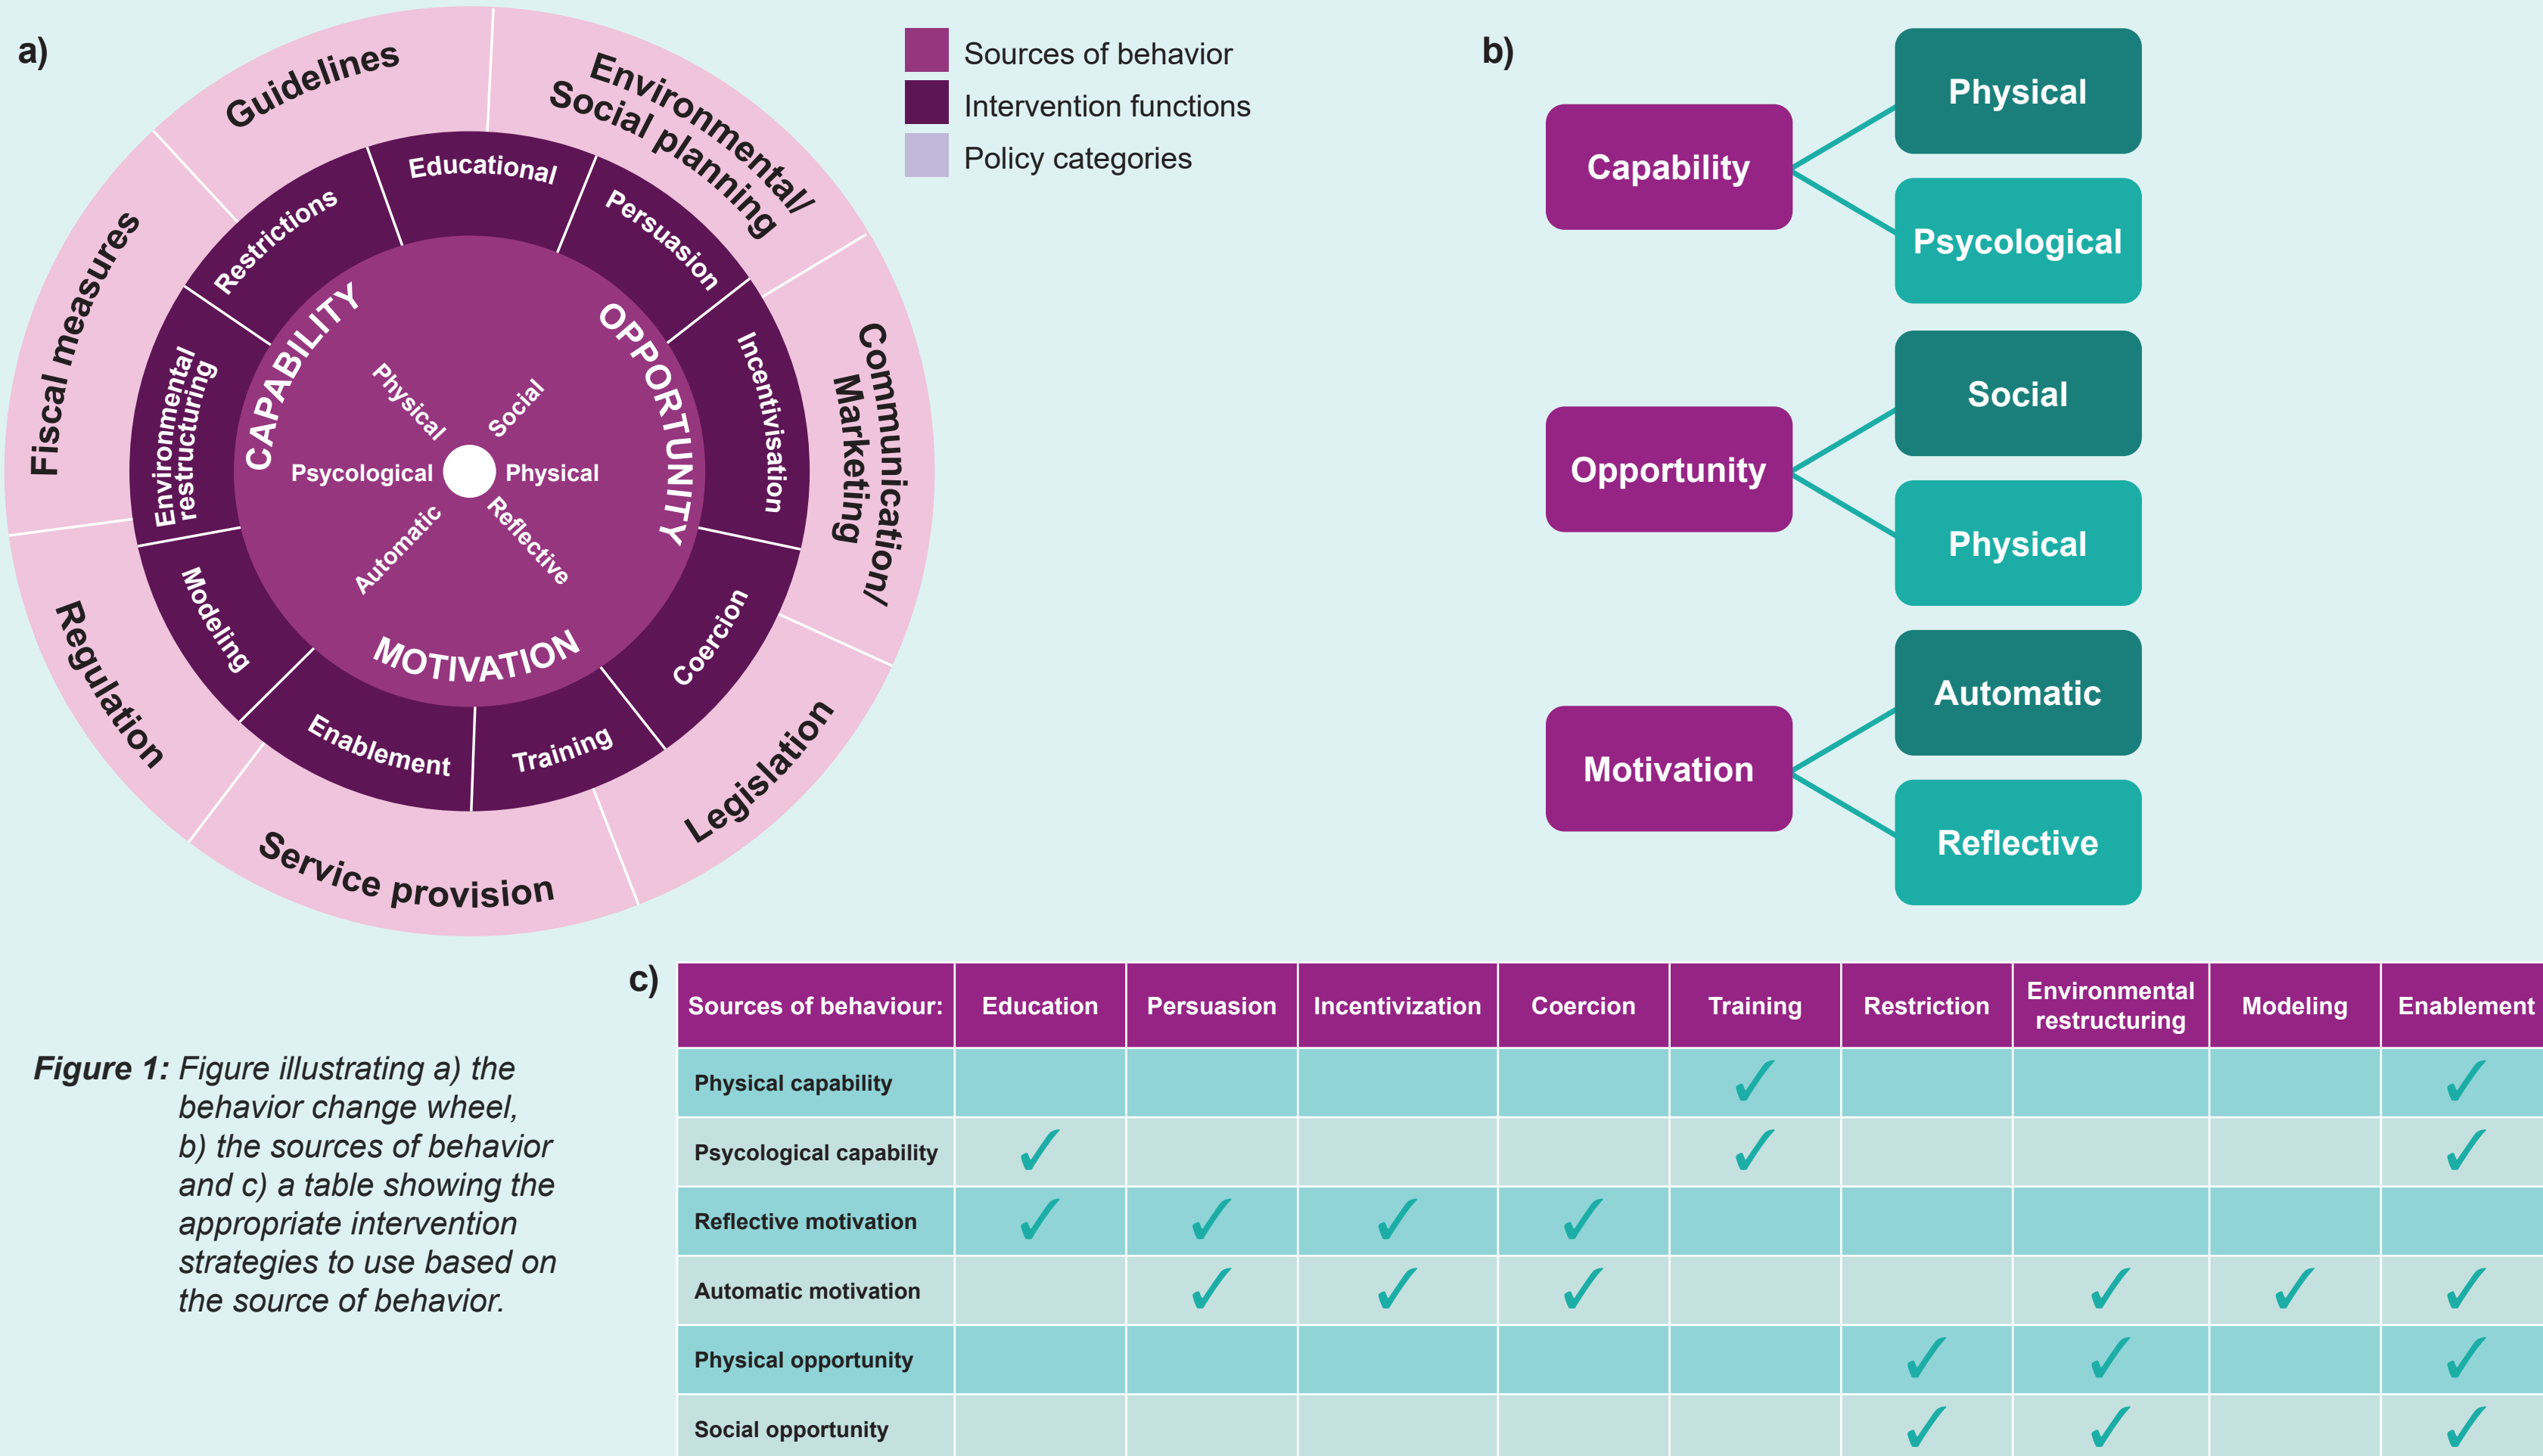 a)
Guidelines
Environmental/
Social planning
Communication/
Marketing
Legislation
Service provision
Regulation
Fiscal measures
Educational
Persuasion
Incentivisation
Coercion
Training
Enablement
Modeling
Environmental
restructuring
Restrictions
CAPABILITY
OPPORTUNITY
MOTIVATION
Physical
Social
Psycological
Physical
Automatic
Reflective
Sources of behavior
Intervention functions
Policy categories
b)
Capability
Physical
Psycological
Opportunity
Social
Physical
Motivation
Automatic
Reflective
Figure 1: Figure illustrating a) the
behavior change wheel,
b) the sources of behavior
and c) a table showing the
appropriate intervention
strategies to use based on
the source of behavior.
c)
Sources of behaviour: Education Persuasion Incentivization Coercion Training Restriction Environmental restructuring Modeling Enablement
Physical capability ✓ ✓
Psycological capability ✓ ✓ ✓
Reflective motivation ✓ ✓ ✓ ✓
Automatic motivation ✓ ✓ ✓ ✓ ✓ ✓
Physical opportunity ✓ ✓ ✓
Social opportunity ✓ ✓ ✓